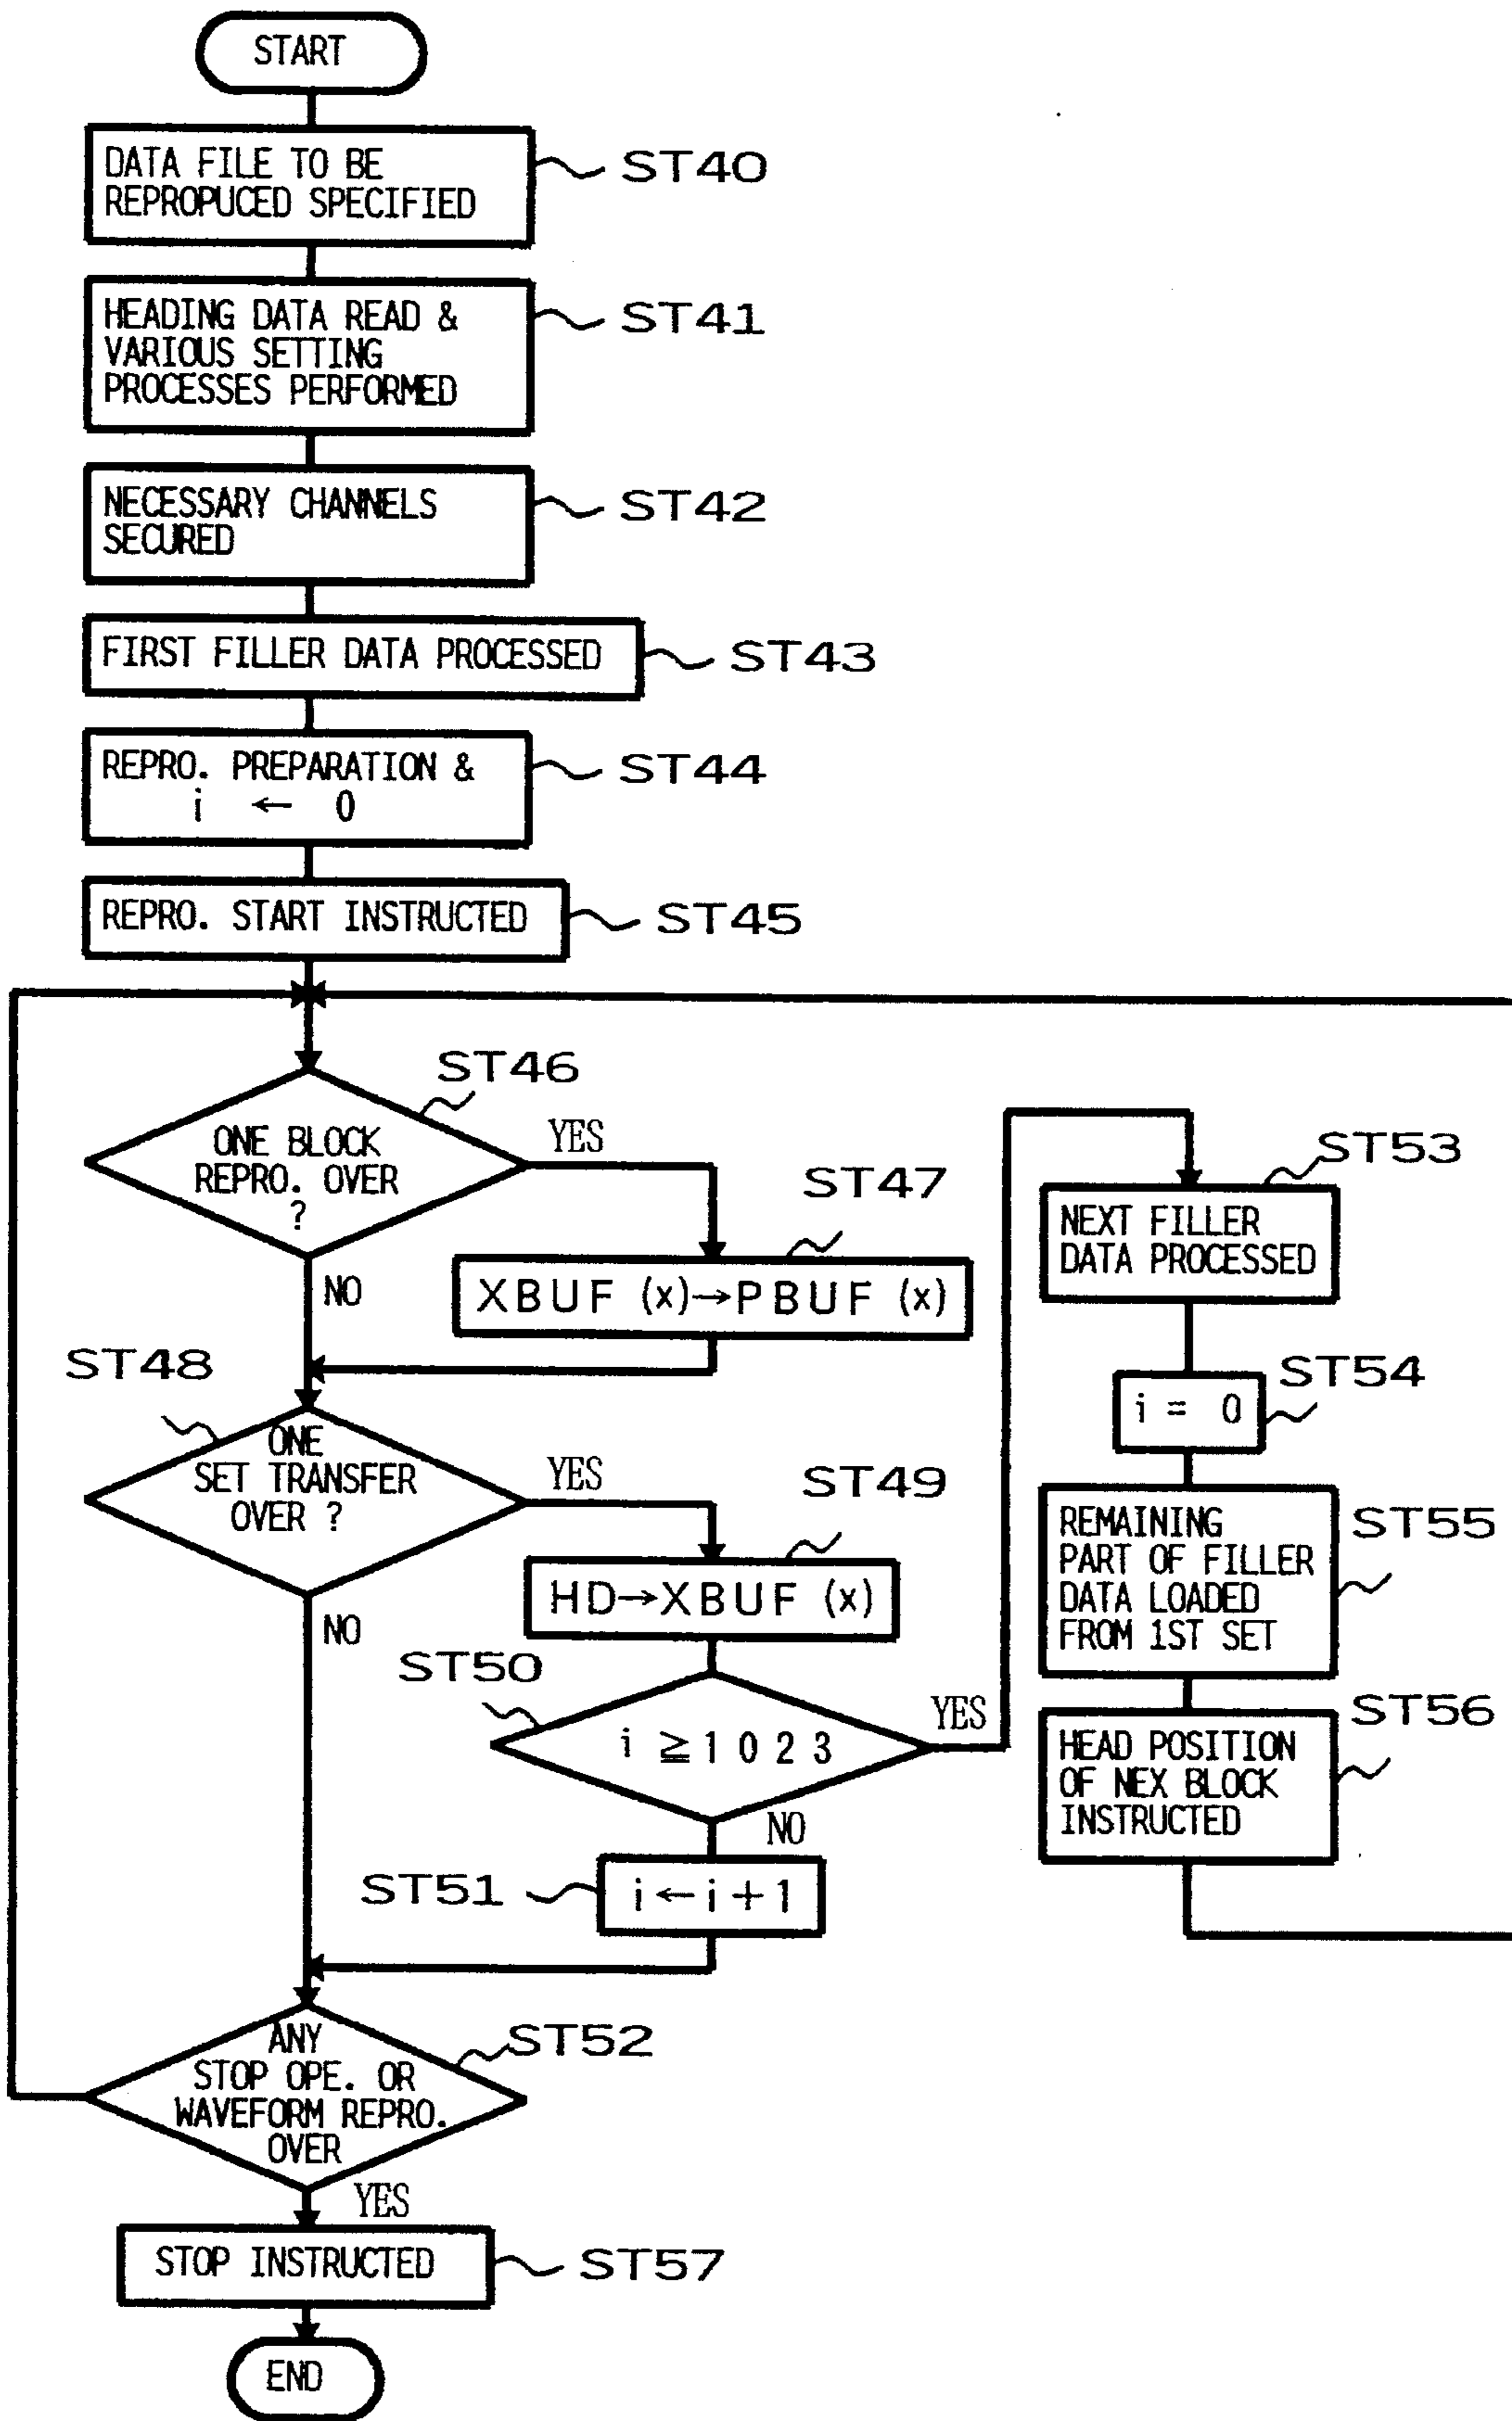 START
DATA FILE TO BE
REPROPUCED SPECIFIED
ST40
HEADING DATA READ &
VARIOUS SETTING
PROCESSES PERFORMED
ST41
NECESSARY CHANNELS
SECURED
ST42
FIRST FILLER DATA PROCESSED
ST43
REPRO. PREPARATION &
i ← 0
ST44
REPRO. START INSTRUCTED
ST45
ST46
ONE BLOCK
REPRO. OVER
?
YES
NO
ST47
XBUF (x)→PBUF (x)
ST48
ONE
SET TRANSFER
OVER ?
YES
NO
ST49
HD→XBUF (x)
ST50
i ≧ 1 0 2 3
YES
NO
ST51
i ← i + 1
ST53
NEXT FILLER
DATA PROCESSED
ST54
i = 0
ST55
REMAINING
PART OF FILLER
DATA LOADED
FROM 1ST SET
ST56
HEAD POSITION
OF NEX BLOCK
INSTRUCTED
ST52
ANY
STOP OPE. OR
WAVEFORM REPRO.
OVER
YES
STOP INSTRUCTED
ST57
END